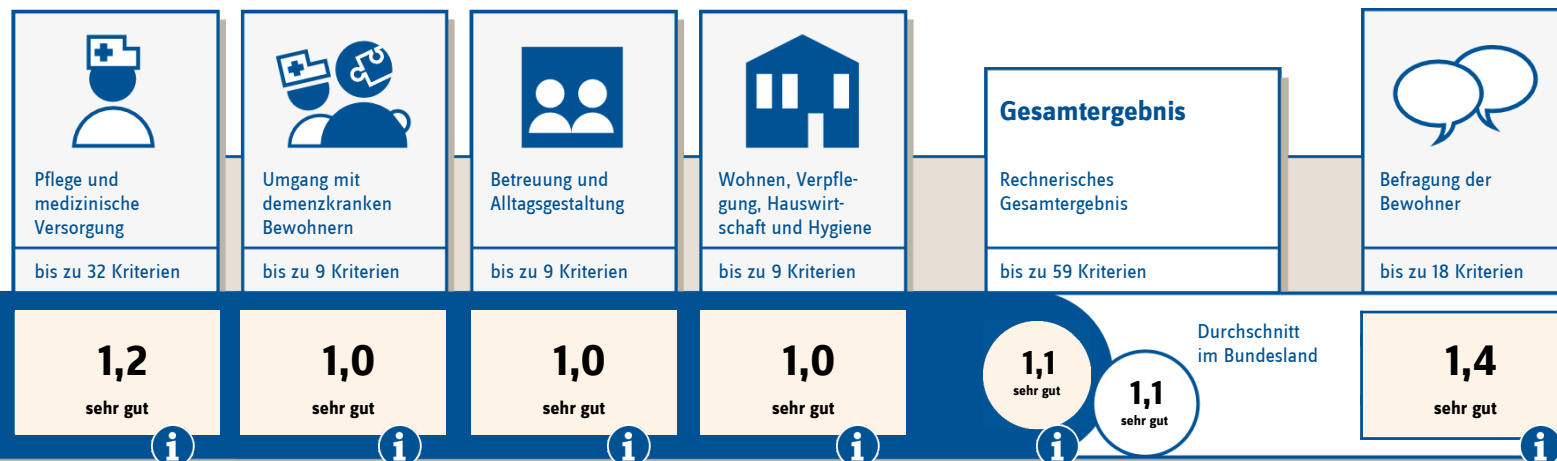 Pflege und
medizinische
Versorgung
bis zu 32 Kriterien
1,2
sehr gut
i
Umgang mit
demenzkranken
Bewohnern
bis zu 9 Kriterien
1,0
sehr gut
i
Betreuung und
Alltagsgestaltung
bis zu 9 Kriterien
1,0
sehr gut
i
Wohnen, Verpfle-
gung, Hauswirt-
schaft und Hygiene
bis zu 9 Kriterien
1,0
sehr gut
i
Gesamtergebnis
Rechnerisches
Gesamtergebnis
bis zu 59 Kriterien
1,1
sehr gut
i
Durchschnitt
im Bundesland
1,1
sehr gut
Befragung der
Bewohner
bis zu 18 Kriterien
1,4
sehr gut
i